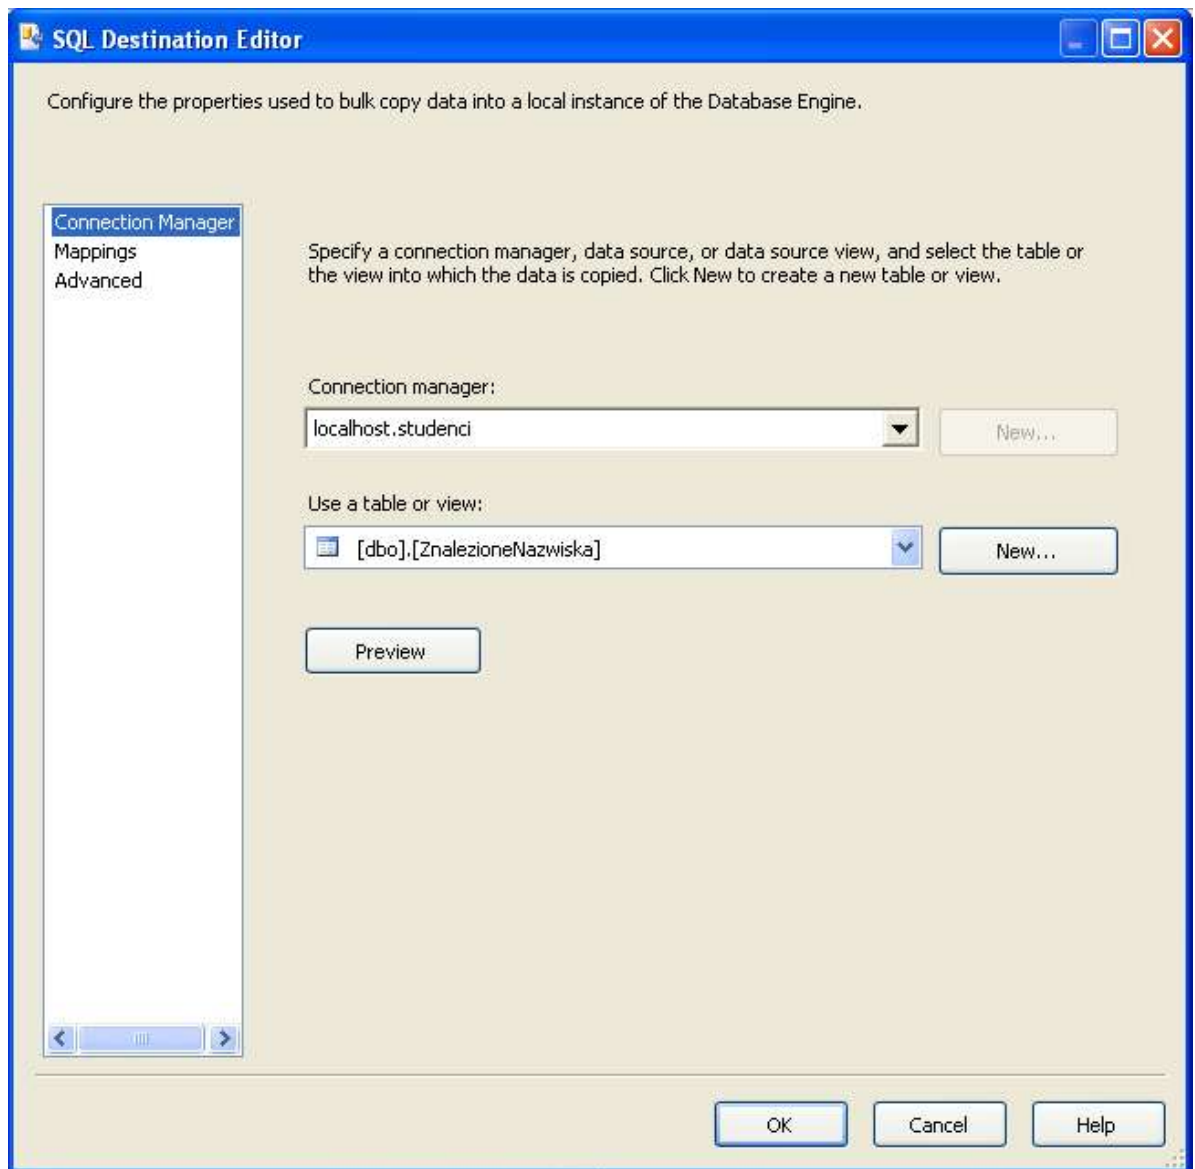 SQL Destination Editor
Configure the properties used to bulk copy data into a local instance of the Database Engine.
Connection Manager
Mappings
Advanced
Specify a connection manager, data source, or data source view, and select the table or
the view into which the data is copied. Click New to create a new table or view.
Connection manager:
localhost.studenci
New...
Use a table or view:
[dbo].[ZnalezioneNazwiska]
New...
Preview
OK
Cancel
Help